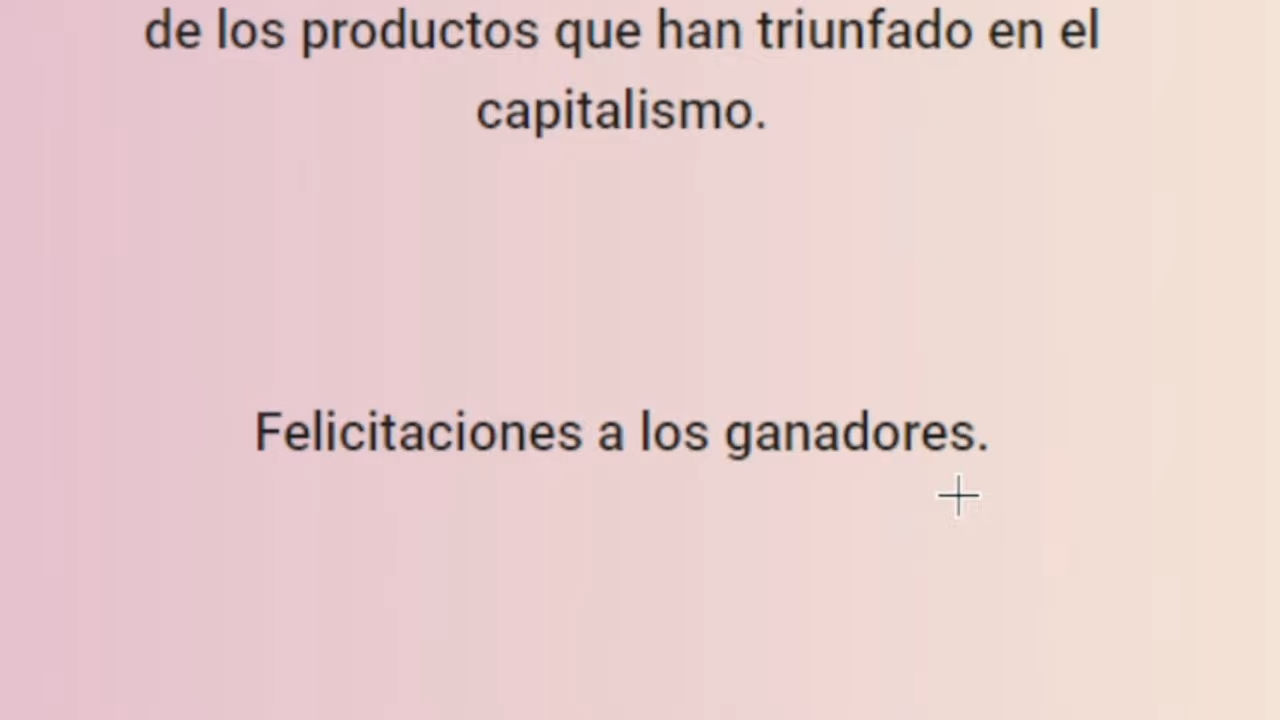 de los productos que han triunfado en el
capitalismo.
Felicitaciones a los ganadores.